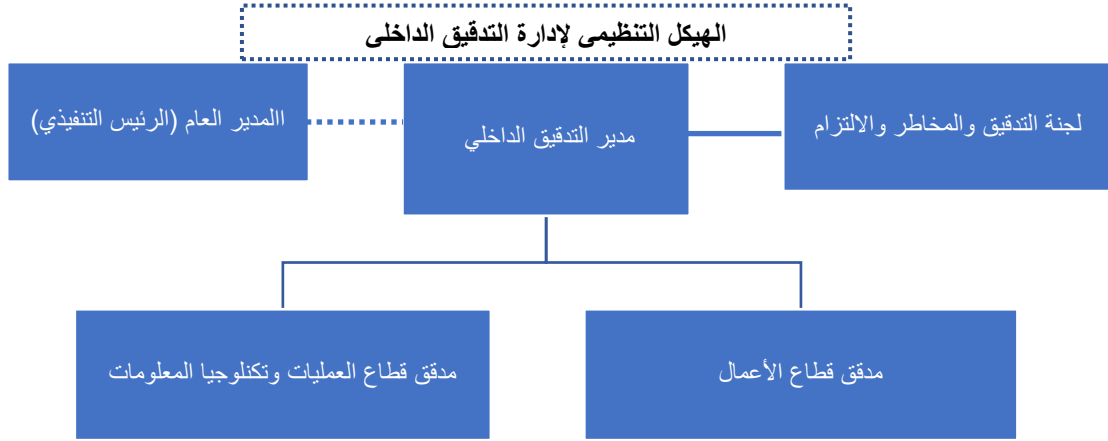 الهيكل التنظيمى لإدارة التدقيق الداخلى
لجنة التدقيق والمخاطر والالتزام
مدير التدقيق الداخلي
االمدير العام (الرئيس التنفيذي)
مدقق قطاع الأعمال
مدقق قطاع العمليات وتكنلوجيا المعلومات